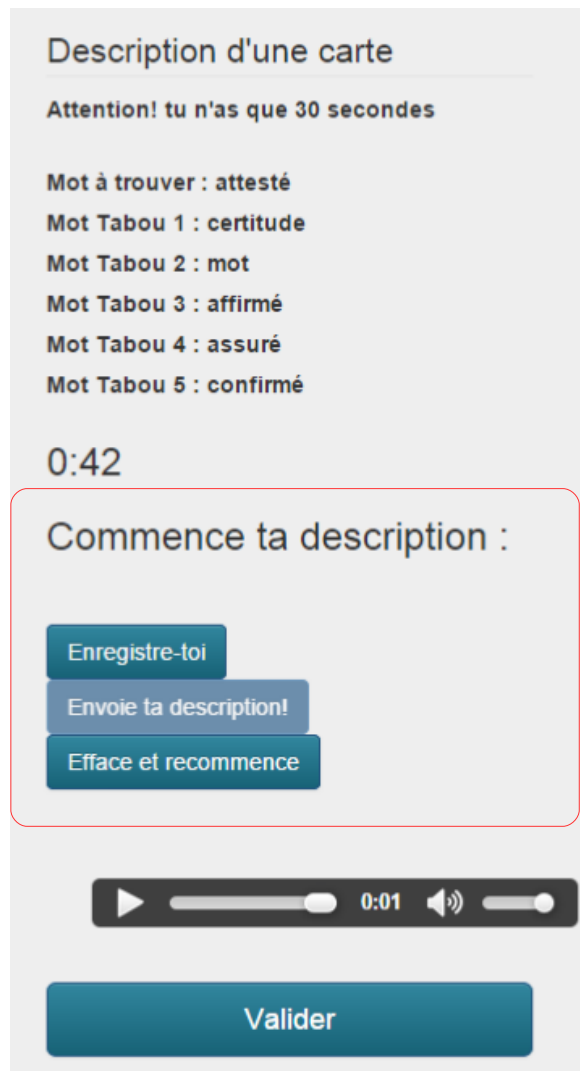 Description d'une carte
Attention! tu n'as que 30 secondes
Mot à trouver : attesté
Mot Tabou 1 : certitude
Mot Tabou 2 : mot
Mot Tabou 3 : affirmé
Mot Tabou 4 : assuré
Mot Tabou 5 : confirmé
0:42
Commence ta description :
Enregistre-toi
Envoie ta description!
Efface et recommence
0:01
Valider